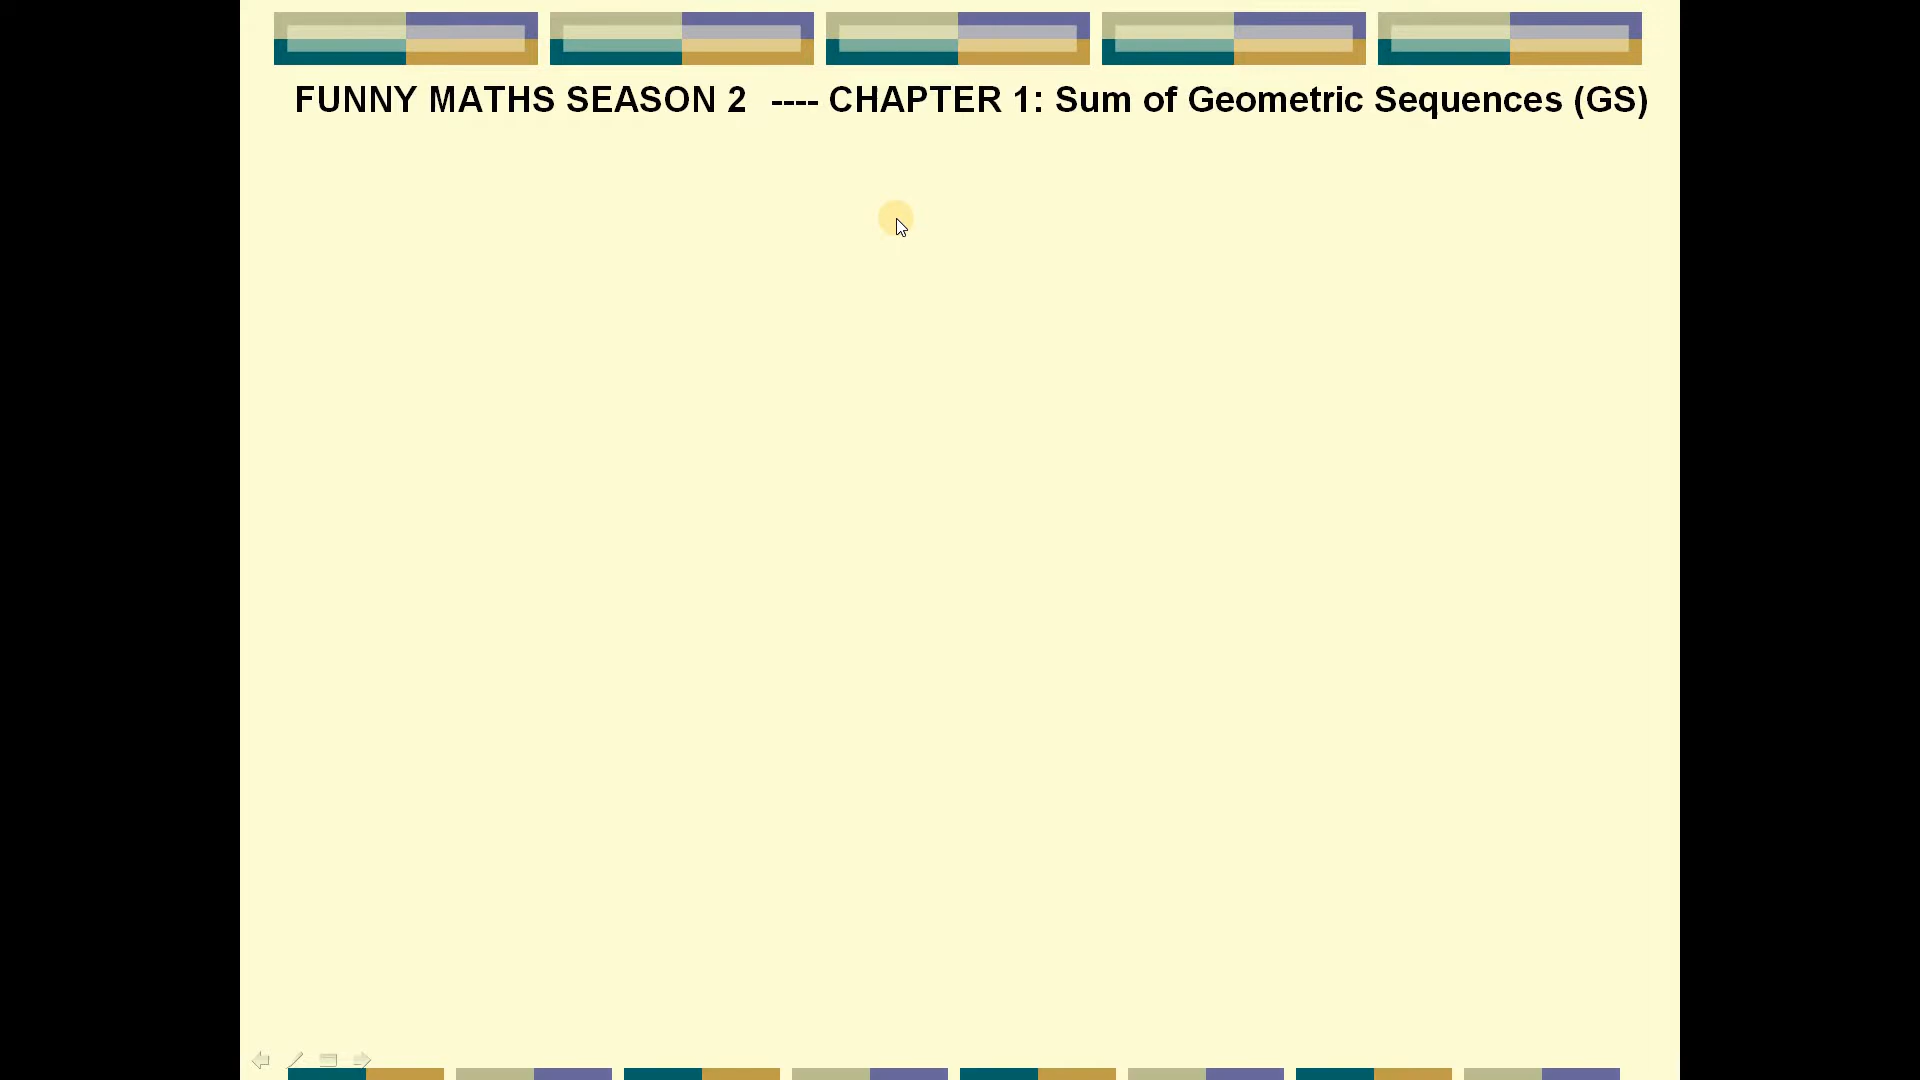 FUNNY MATHS SEASON 2 ---- CHAPTER 1: Sum of Geometric Sequences (GS)